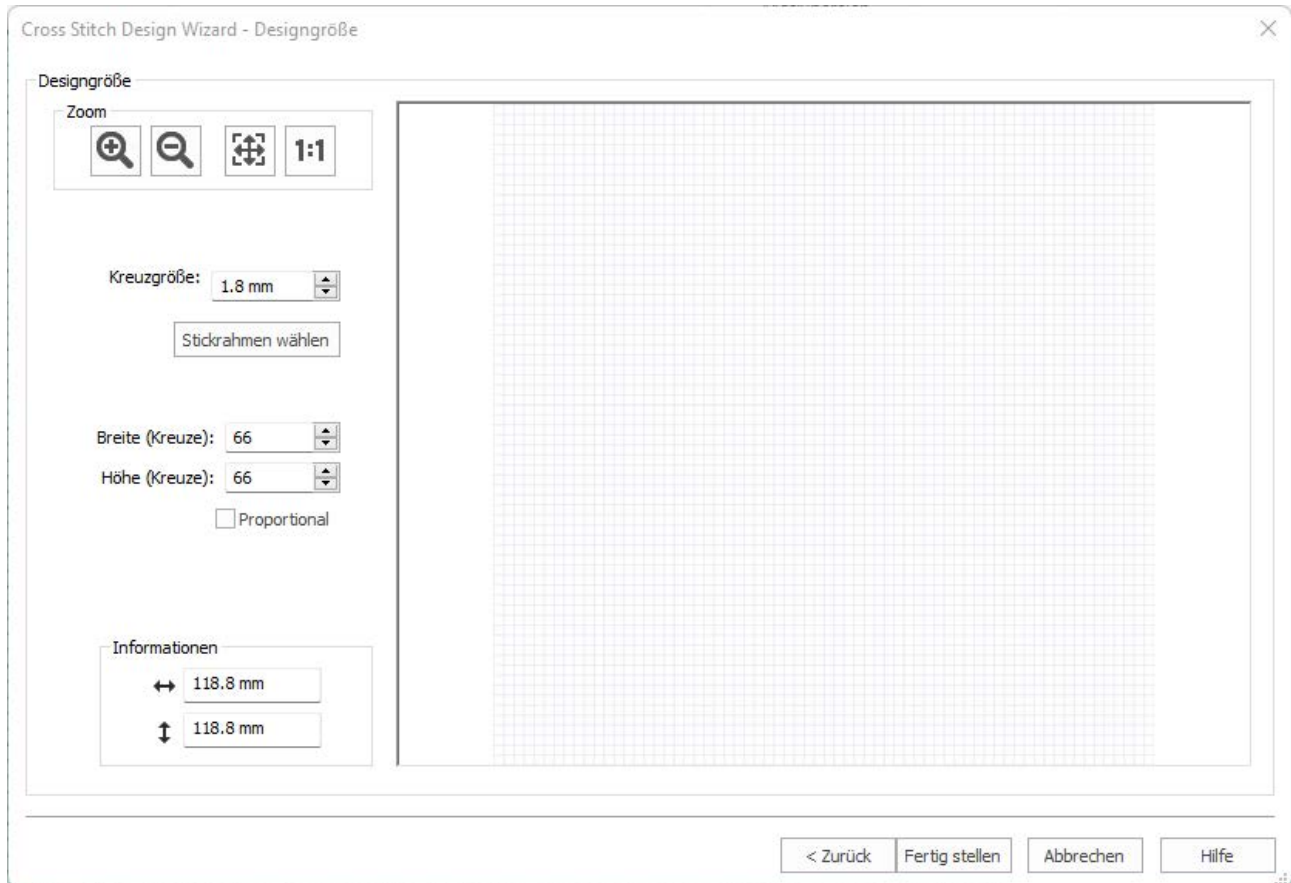 Cross Stitch Design Wizard - Designgröße
Designgröße
Zoom
1:1
Kreuzgröße: 1.8 mm
Stickrahmen wählen
Breite (Kreuze): 66
Höhe (Kreuze): 66
Proportional
Informationen
118.8 mm
118.8 mm
< Zurück Fertig stellen Abbrechen Hilfe